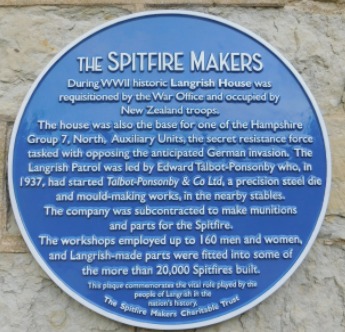 THE SPITFIRE MAKERS
During WWII historic Langrish House was
requisitioned by the War Office and occupied by
New Zealand troops.
The house was also the base for one of the Hampshire
Group 7, North, Auxiliary Units, the secret resistance force
tasked with opposing the anticipated German invasion. The
Langrish Patrol was led by Edward Talbot-Ponsonby who, in
1937, had started Talbot-Ponsonby & Co Ltd, a precision steel die
and mould-making works, in the nearby stables.
The company was subcontracted to make munitions
and parts for the Spitfire.
The workshops employed up to 160 men and women,
and Langrish-made parts were fitted into some of
the more than 20,000 Spitfires built.
This plaque commemorates the vital role played by the
people of Langrish in the
nation's history.
The Spitfire Makers Charitable Trust